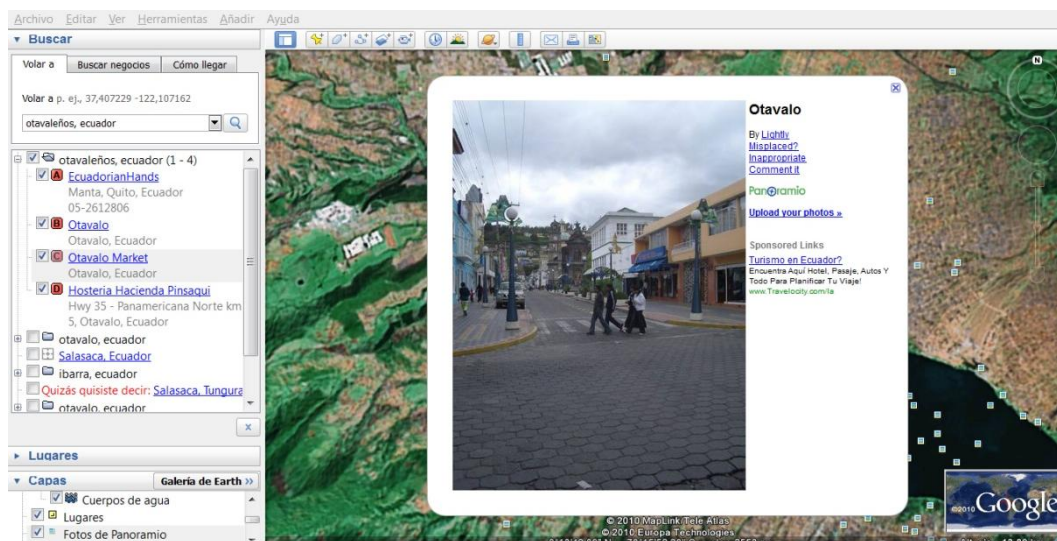 Archivo Editar Ver Herramientas Añadir Ayuda
Buscar
Volar a Buscar negocios Cómo llegar
Volar a p. ej., 37,407229 -122,107162
otavaleños, ecuador
otavaleños, ecuador (1 - 4)
A EcuadorianHands
Manta, Quito, Ecuador
05-2612806
B Otavalo
Otavalo, Ecuador
C Otavalo Market
Otavalo, Ecuador
D Hosteria Hacienda Pinsaqui
Hwy 35 - Panamericana Norte km
5, Otavalo, Ecuador
otavalo, ecuador
Salasaca, Ecuador
ibarra, ecuador
Quizás quisiste decir: Salasaca, Tungura
otavalo, ecuador
Lugares
Capas Galería de Earth »
Cuerpos de agua
Lugares
Fotos de Panoramio
Otavalo
By Lightly
Misplaced?
Inappropriate
Comment it
Panoramio
Upload your photos »
Sponsored Links
Turismo en Ecuador?
Encuentra Aquí Hotel, Pasaje, Autos Y
Todo Para Planificar Tu Viaje!
www.Travelocity.com/la
N
© 2010 MapLink/Tele Atlas
© 2010 Europa Technologies
©2010 Google